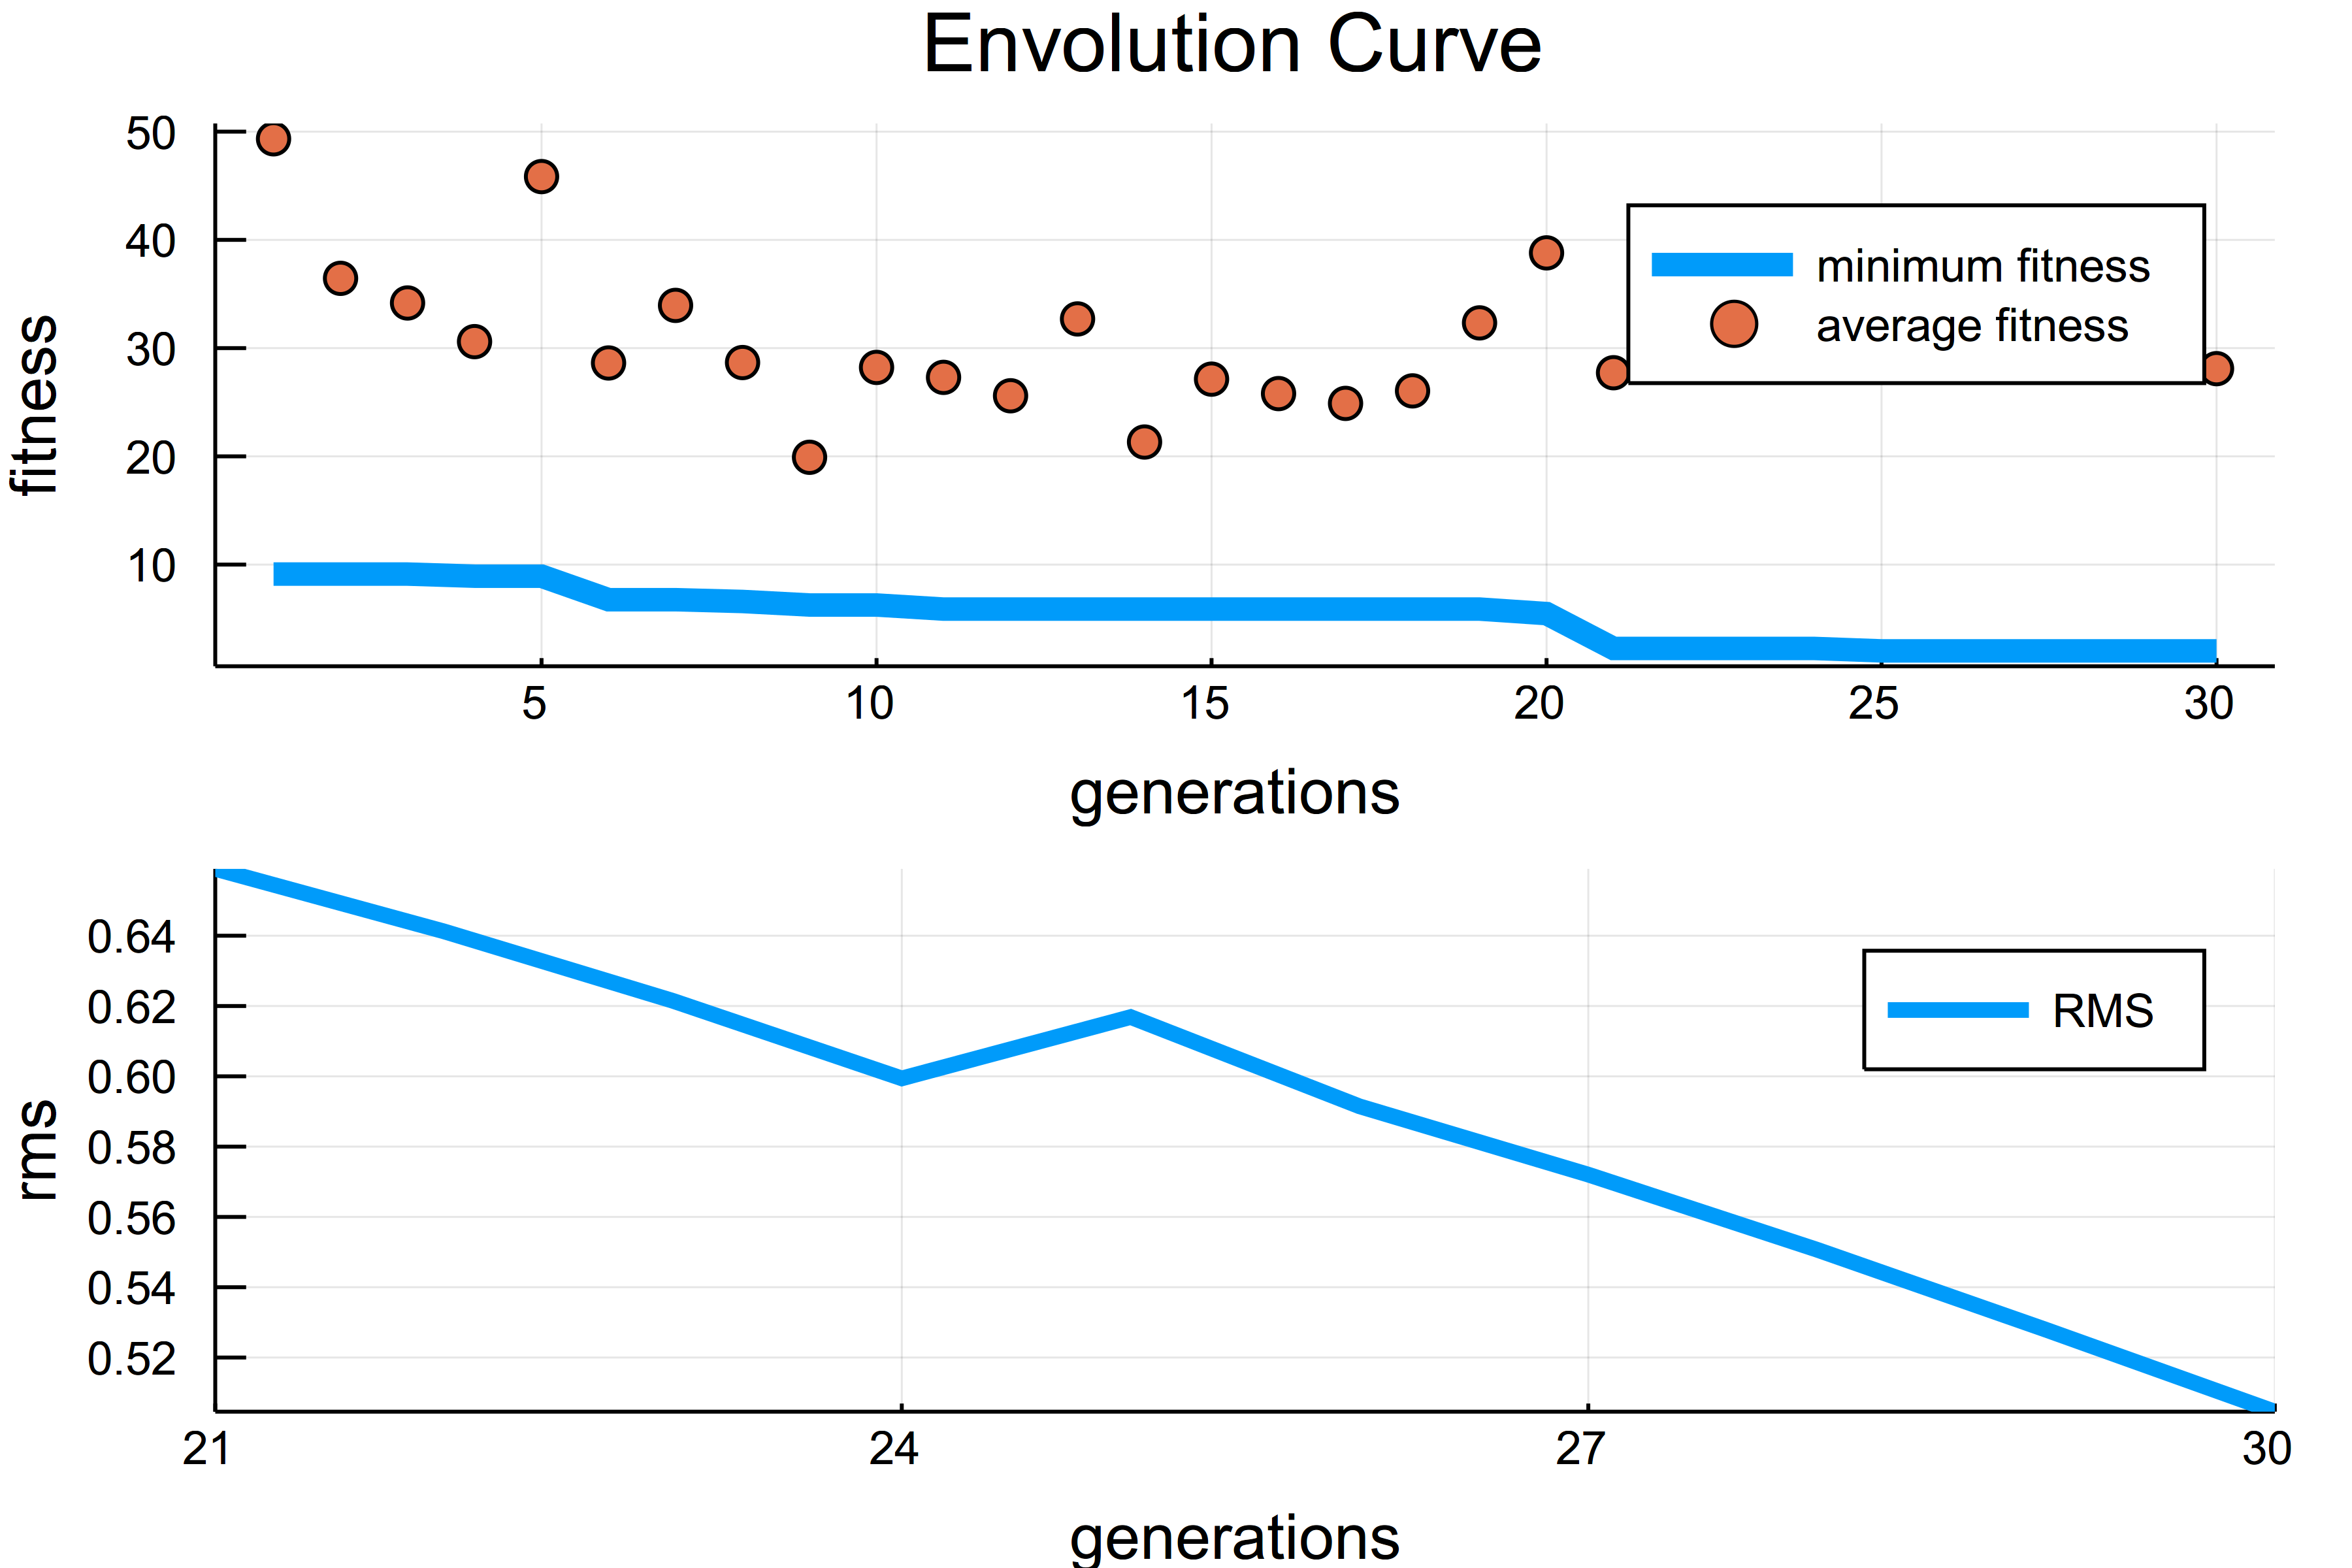 Envolution Curve
50
40
30
20
10
fitness
minimum fitness
average fitness
5 10 15 20 25 30
generations
0.64
0.62
0.60
0.58
0.56
0.54
0.52
rms
RMS
21 24 27 30
generations